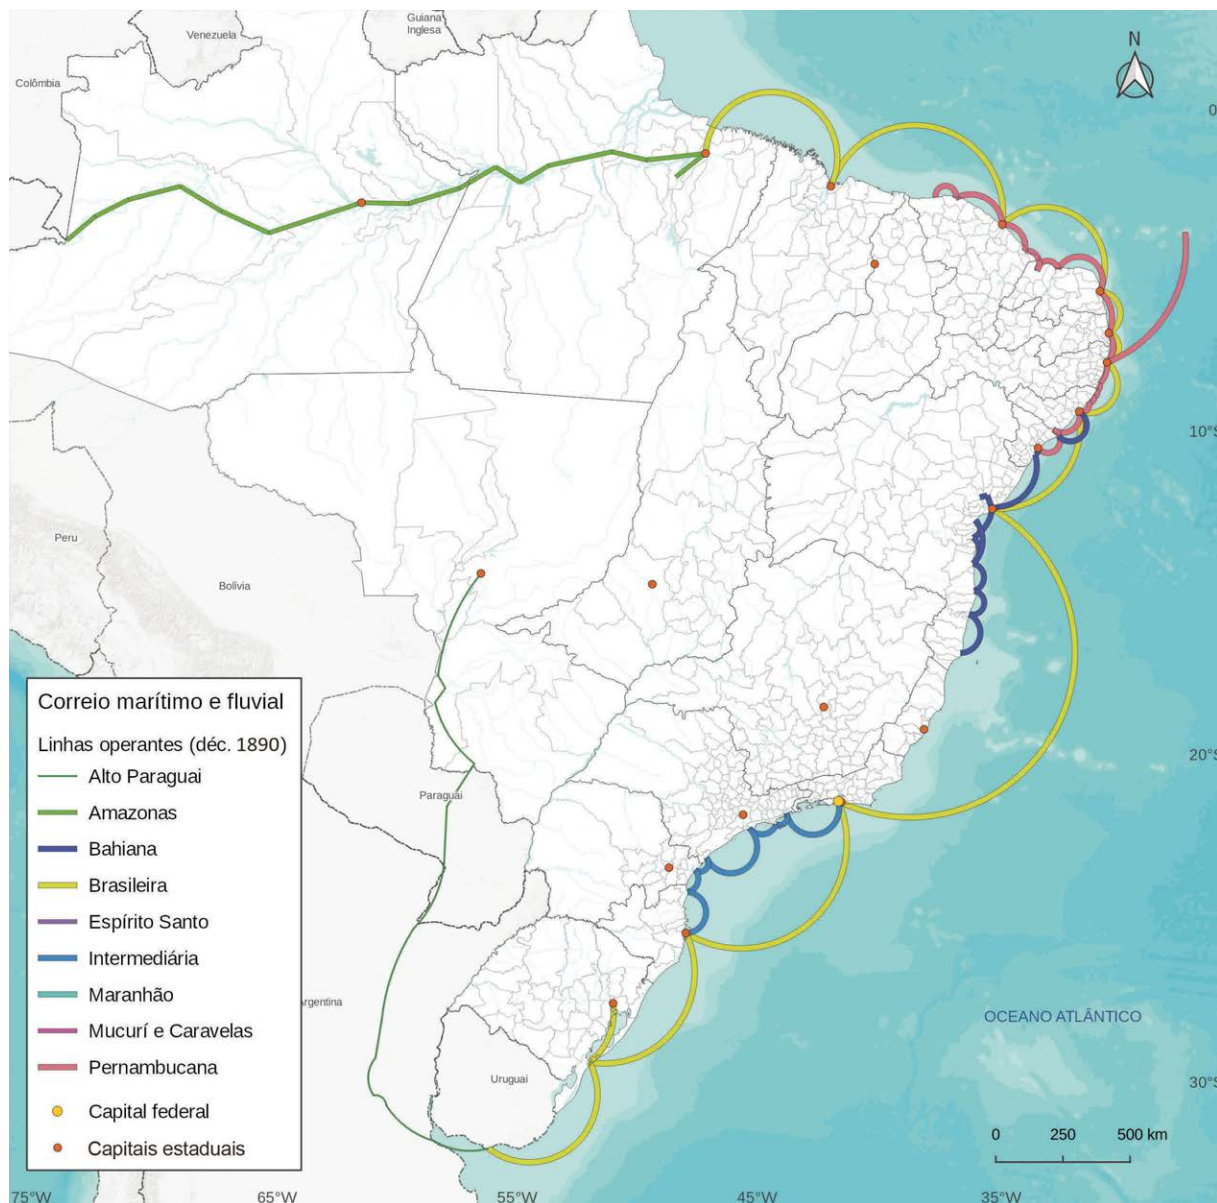 Guiana
Inglesa
Venezuela
N
Colômbia
0
10°S
Peru
Bolívia
Correio marítimo e fluvial
Linhas operantes (déc. 1890)
Alto Paraguai
Amazonas
Bahiana
Brasileira
Espírito Santo
Intermediária
Maranhão
Mucurí e Caravelas
Pernambucana
Capital federal
Capitais estaduais
20°S
Paraguai
Argentina
OCEANO ATLÂNTICO
Uruguai
30°S
0 250 500 km
75°W 65°W 55°W 45°W 35°W